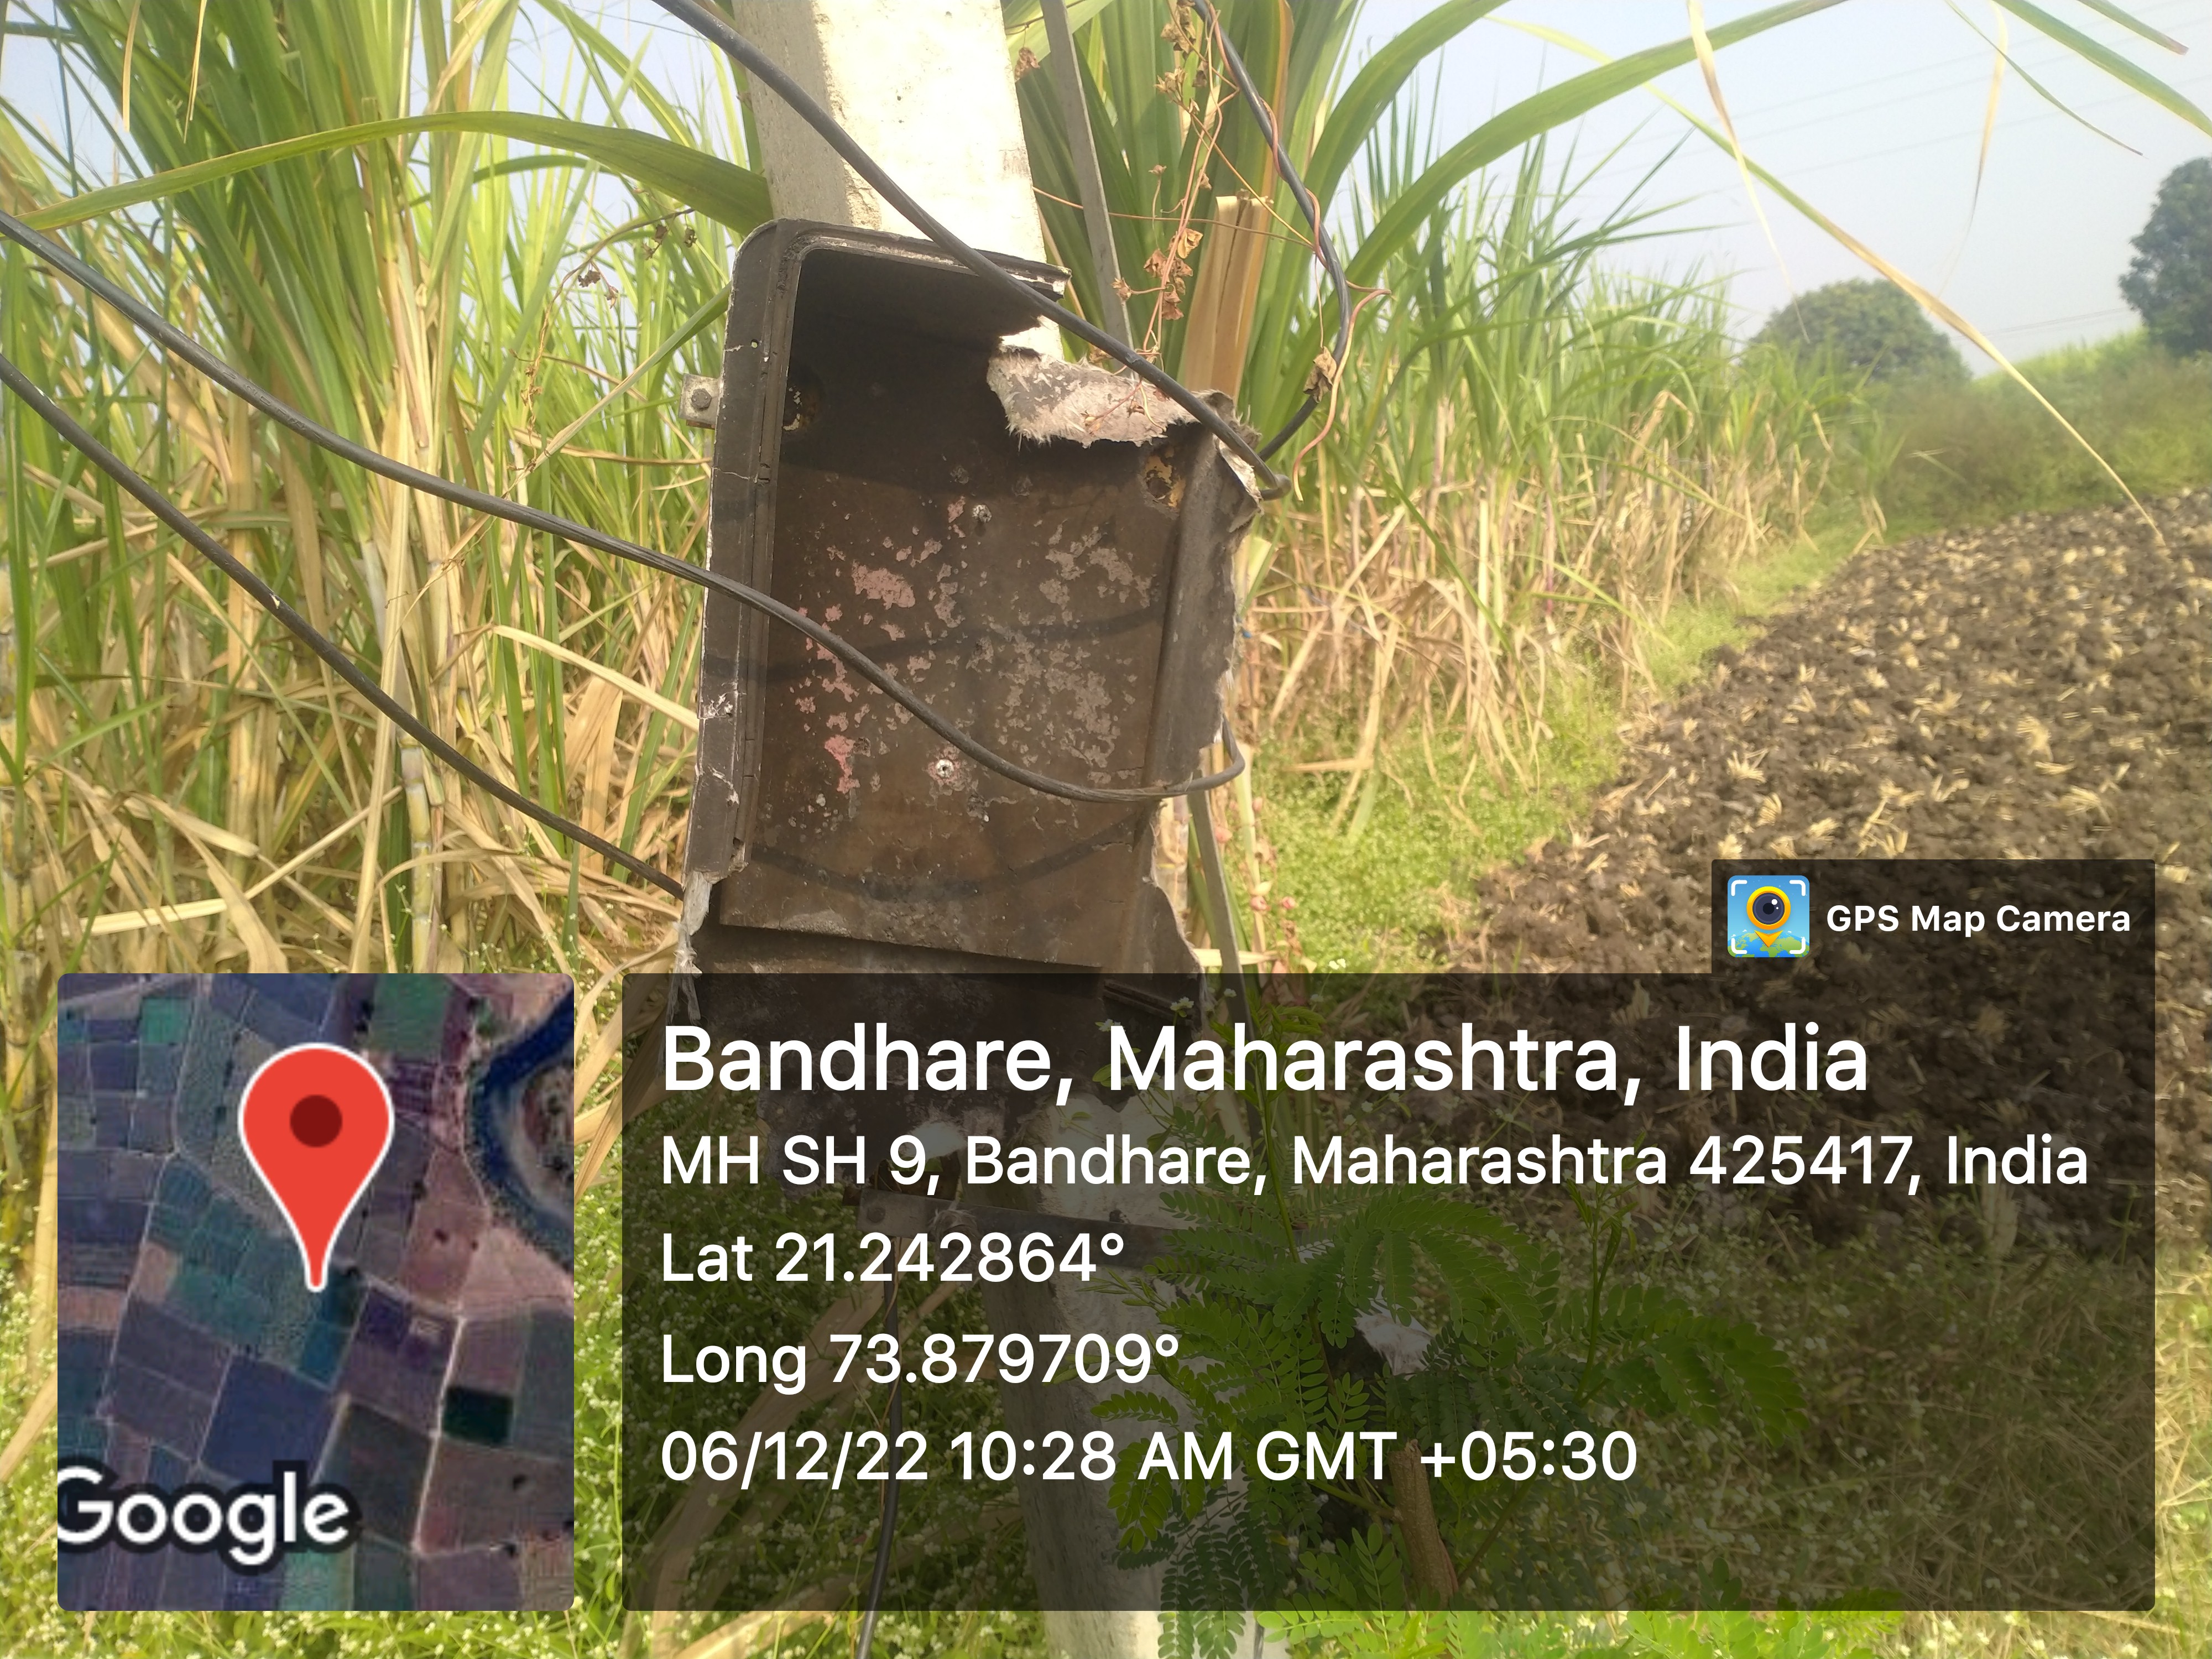 GPS Map Camera
Bandhare, Maharashtra, India
MH SH 9, Bandhare, Maharashtra 425417, India
Lat 21.242864°
Long 73.879709°
06/12/22 10:28 AM GMT +05:30
Google